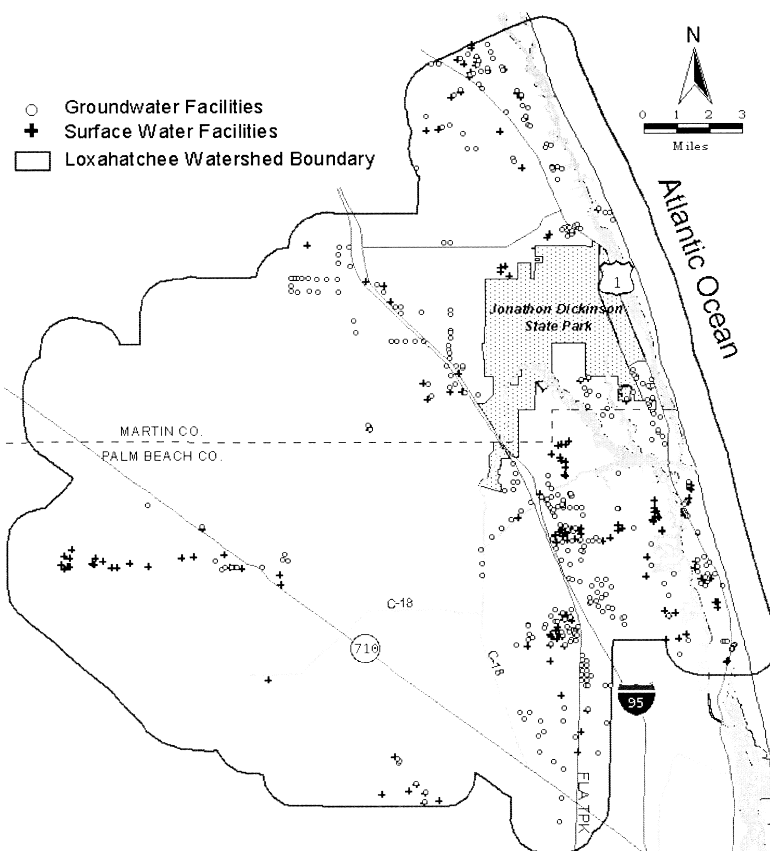 N
Groundwater Facilities
Surface Water Facilities
Loxahatchee Watershed Boundary
0 1 2 3
Miles
Atlantic Ocean
1
Jonathon Dickinson
State Park
MARTIN CO.
PALM BEACH CO.
C-18
710
C-18
95
FLA TPK